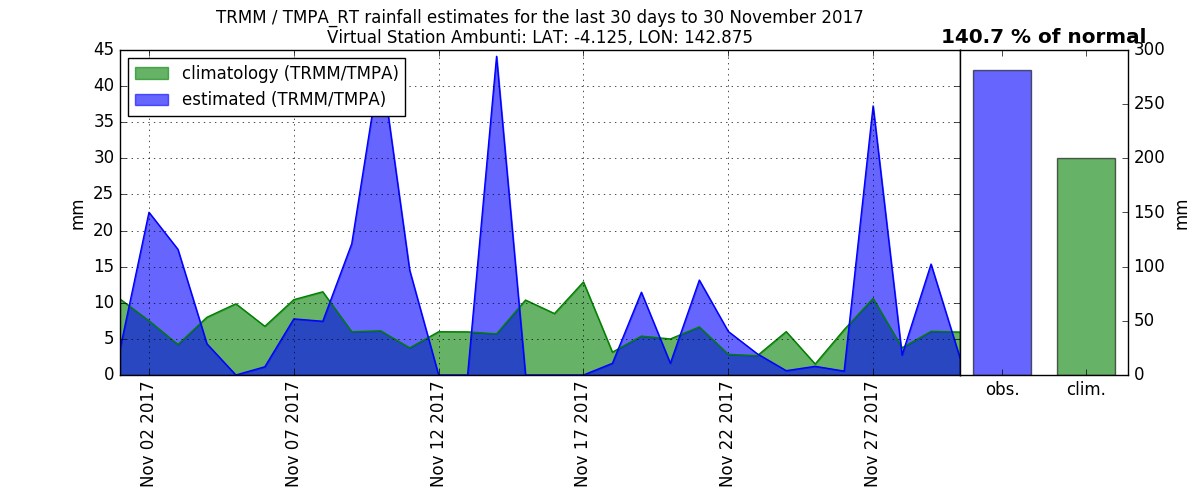 TRMM / TMPA_RT rainfall estimates for the last 30 days to 30 November 2017
Virtual Station Ambunti: LAT: -4.125, LON: 142.875
140.7 % of normal
climatology (TRMM/TMPA)
estimated (TRMM/TMPA)
mm
45
40
35
30
25
20
15
10
5
0
Nov 02 2017
Nov 07 2017
Nov 12 2017
Nov 17 2017
Nov 22 2017
Nov 27 2017
obs.
clim.
300
250
200
150
100
50
0
mm